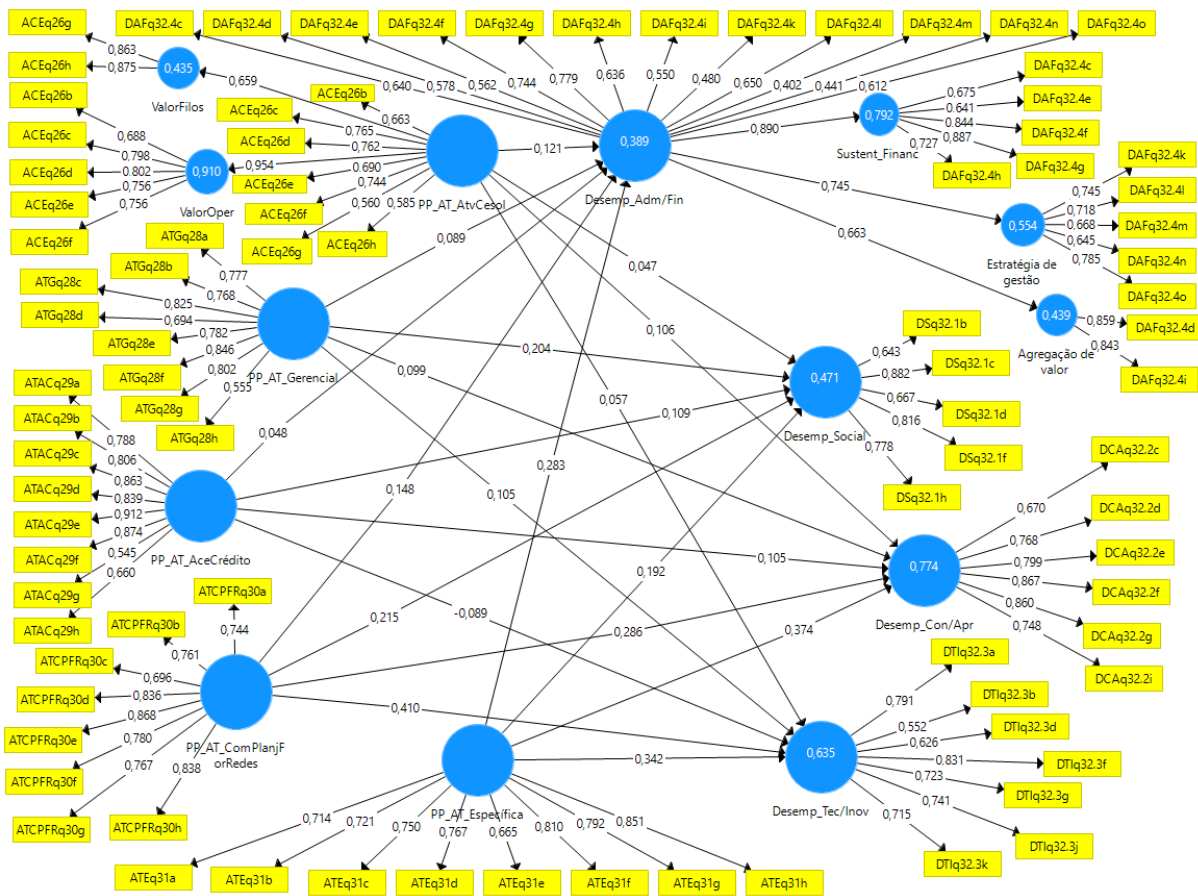 ACEq26g
DAFq32.4c
DAFq32.4d
DAFq32.4e
DAFq32.4f
DAFq32.4g
DAFq32.4h
DAFq32.4i
DAFq32.4k
DAFq32.4l
DAFq32.4m
DAFq32.4n
DAFq32.4o
0,863
ACEq26h
0,875
0,435
ValorFilos
0,659
0,640
0,578
0,562
0,744
0,779
0,636
0,550
0,480
0,650
0,402
0,441
0,612
ACEq26b
ACEq26c
ACEq26d
ACEq26e
ACEq26f
0,688
0,798
0,802
0,756
0,756
0,910
ValorOper
0,954
ACEq26b
ACEq26c
ACEq26d
ACEq26e
ACEq26f
ACEq26g
ACEq26h
0,663
0,765
0,762
0,690
0,744
0,560
0,585
PP_AT_AtvCesol
0,121
0,389
Desemp_Adm/Fin
0,890
0,745
0,663
0,792
Sustent_Financ
0,675
0,641
0,844
0,887
0,727
DAFq32.4c
DAFq32.4e
DAFq32.4f
DAFq32.4g
DAFq32.4h
0,554
Estratégia de
gestão
0,745
0,718
0,668
0,645
0,785
DAFq32.4k
DAFq32.4l
DAFq32.4m
DAFq32.4n
DAFq32.4o
0,439
Agregação de
valor
0,859
0,843
DAFq32.4d
DAFq32.4i
ATGq28a
ATGq28b
ATGq28c
ATGq28d
ATGq28e
ATGq28f
ATGq28g
ATGq28h
0,777
0,768
0,825
0,694
0,782
0,846
0,802
0,555
PP_AT_Gerencial
0,089
0,204
0,099
0,105
0,047
0,106
0,057
0,471
Desemp_Social
0,643
0,882
0,667
0,816
0,778
DSq32.1b
DSq32.1c
DSq32.1d
DSq32.1f
DSq32.1h
ATACq29a
ATACq29b
ATACq29c
ATACq29d
ATACq29e
ATACq29f
ATACq29g
ATACq29h
0,788
0,806
0,863
0,839
0,912
0,874
0,545
0,660
PP_AT_AceCrédito
0,048
0,109
0,105
-0,089
0,774
Desemp_Con/Apr
0,670
0,768
0,799
0,867
0,860
0,748
DCAq32.2c
DCAq32.2d
DCAq32.2e
DCAq32.2f
DCAq32.2g
DCAq32.2i
ATCPFRq30a
ATCPFRq30b
ATCPFRq30c
ATCPFRq30d
ATCPFRq30e
ATCPFRq30f
ATCPFRq30g
ATCPFRq30h
0,744
0,761
0,696
0,836
0,868
0,780
0,767
0,838
PP_AT_ComPlanjF
orRedes
0,148
0,215
0,286
0,410
PP_AT_Específica
0,283
0,192
0,374
0,342
0,714
0,721
0,750
0,767
0,665
0,810
0,792
0,851
ATEq31a
ATEq31b
ATEq31c
ATEq31d
ATEq31e
ATEq31f
ATEq31g
ATEq31h
0,635
Desemp_Tec/Inov
0,791
0,552
0,626
0,831
0,723
0,741
0,715
DTIq32.3a
DTIq32.3b
DTIq32.3d
DTIq32.3f
DTIq32.3g
DTIq32.3j
DTIq32.3k